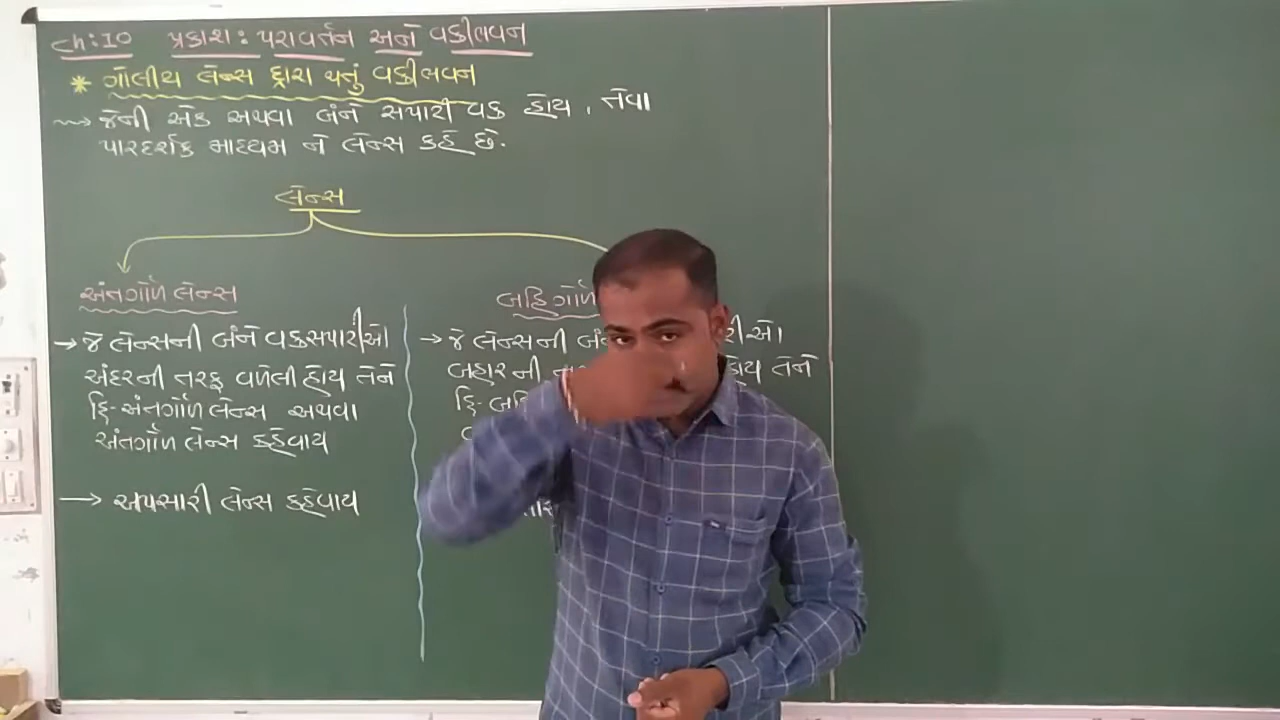 ch:10 પ્રકાશ: પરાવર્તન અને વક્રીભવન
* ગોલીય લેન્સ દ્વારા થતું વક્રીભવન
જેની એક અથવા બંને સપાટી વક્ર હોય, તેવા
પારદર્શક માધ્યમ ને લેન્સ કહે છે.
લેન્સ
અંતર્ગોળ લેન્સ
→ જે લેન્સની બંને વક્રસપાટીઓ
અંદરની તરફ વળેલી હોય તેને
દ્વિ-અંતર્ગોળ લેન્સ અથવા
અંતર્ગોળ લેન્સ કહેવાય
→ અપસારી લેન્સ કહેવાય
બહિર્ગોળ
→ જે લેન્સની
બહારની હોય તેને